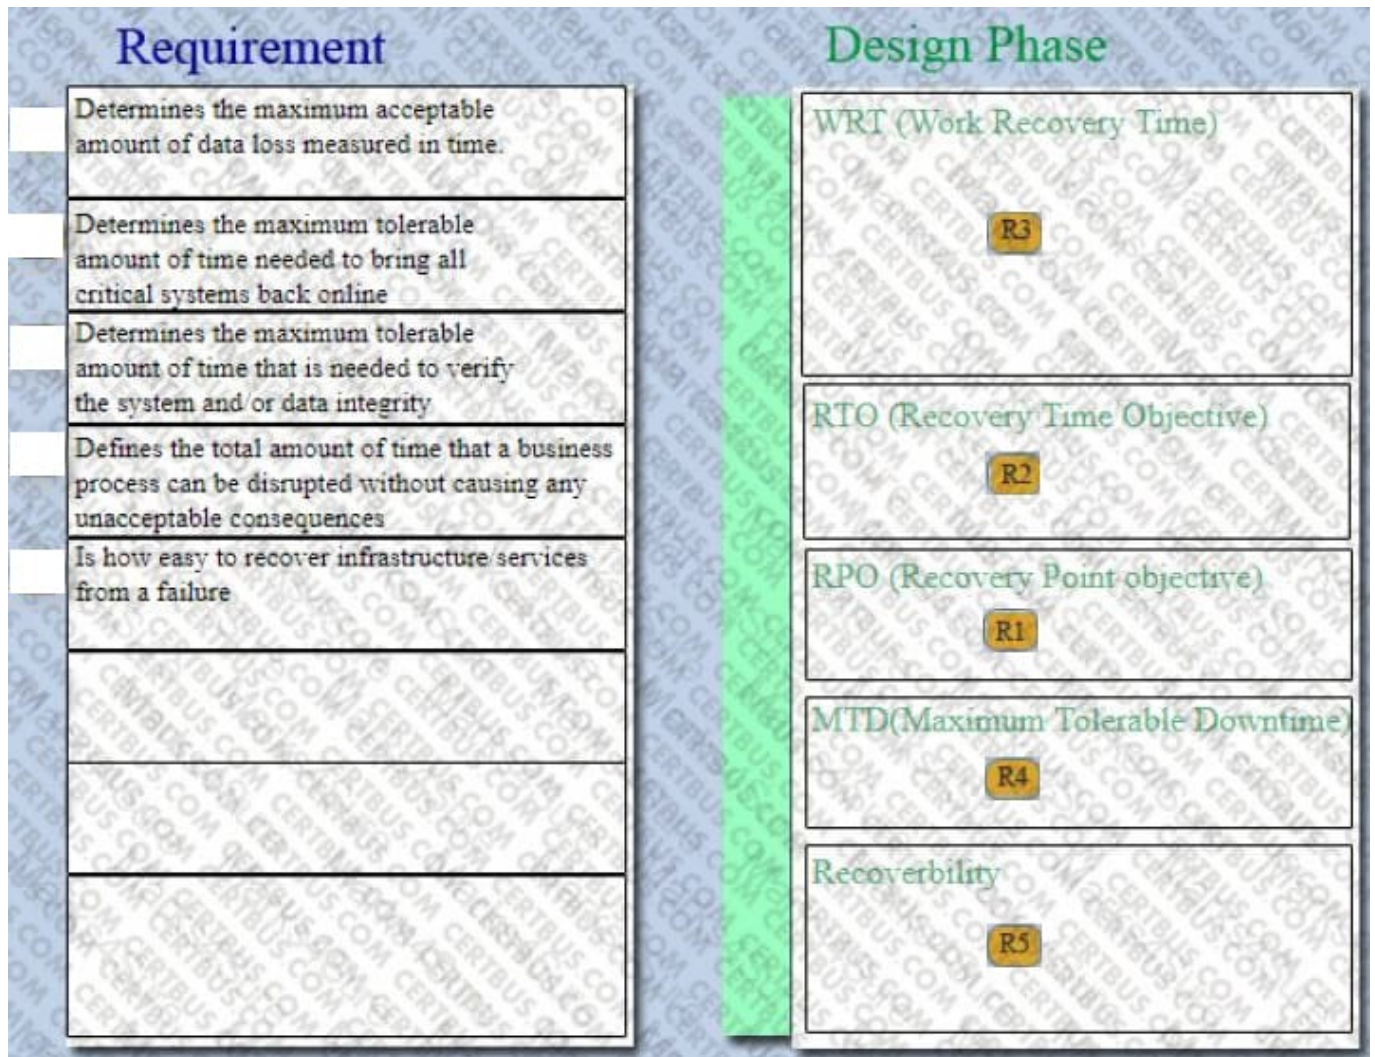 Requirement
Determines the maximum acceptable
amount of data loss measured in time.
Determines the maximum tolerable
amount of time needed to bring all
critical systems back online
Determines the maximum tolerable
amount of time that is needed to verify
the system and/or data integrity
Defines the total amount of time that a business
process can be disrupted without causing any
unacceptable consequences
Is how easy to recover infrastructure/services
from a failure
Design Phase
WRT (Work Recovery Time)
R3
RTO (Recovery Time Objective)
R2
RPO (Recovery Point objective)
R1
MTD(Maximum Tolerable Downtime)
R4
Recoverbility
R5
CERTBUS.COM